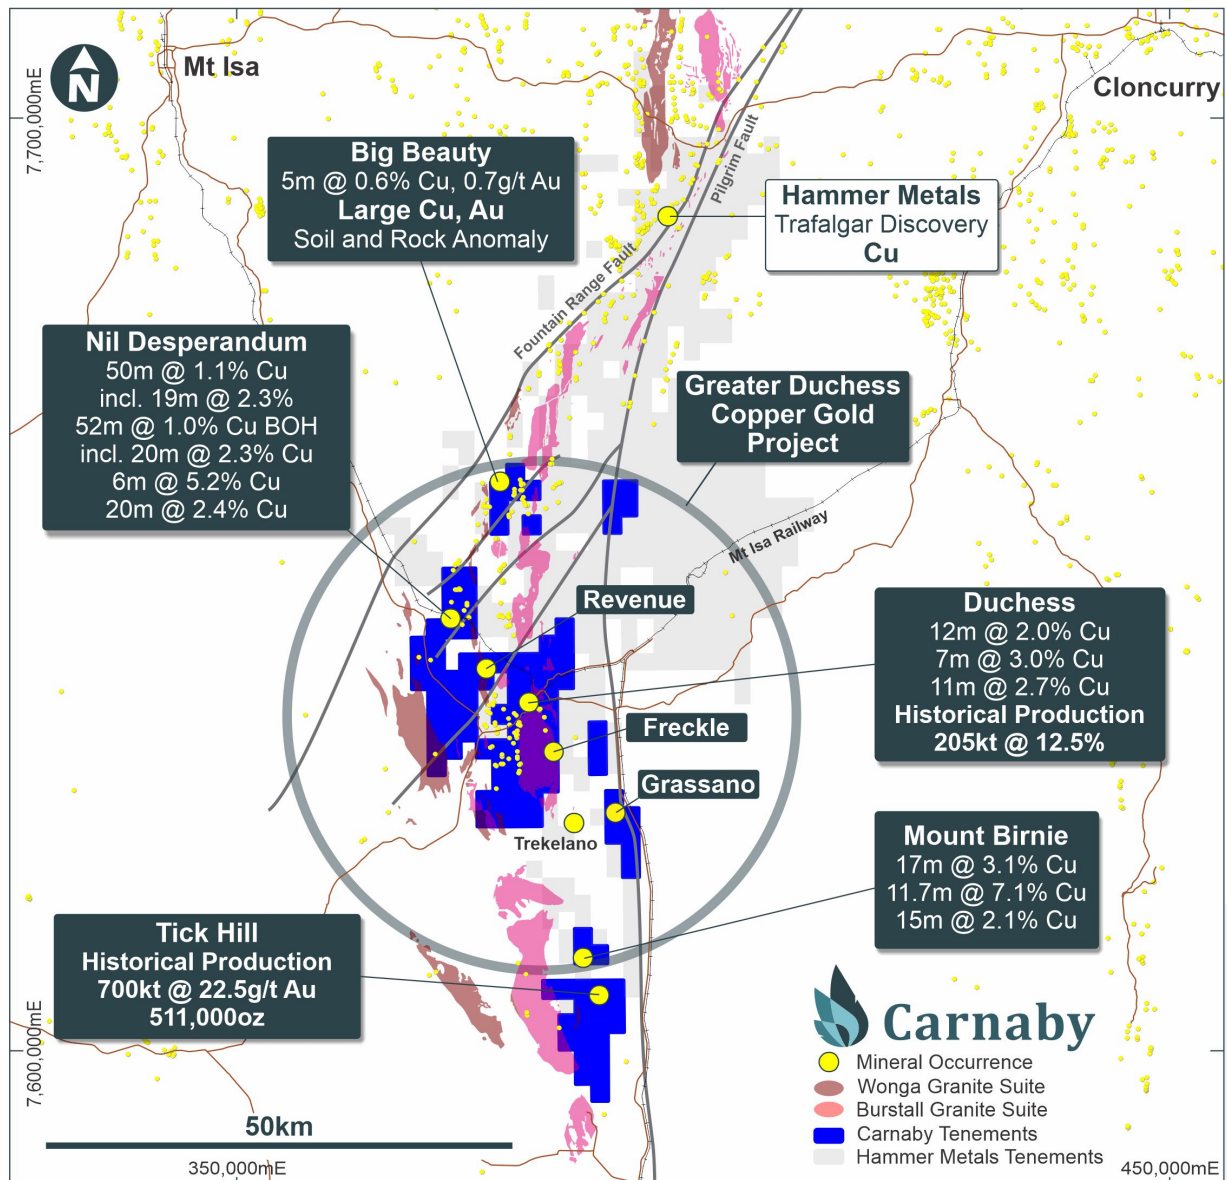 N
Mt Isa
Cloncurry
7,700,000mE
Big Beauty
5m @ 0.6% Cu, 0.7g/t Au
Large Cu, Au
Soil and Rock Anomaly
Pilgrim Fault
Hammer Metals
Trafalgar Discovery
Cu
Fountain Range Fault
Nil Desperandum
50m @ 1.1% Cu
incl. 19m @ 2.3%
52m @ 1.0% Cu BOH
incl. 20m @ 2.3% Cu
6m @ 5.2% Cu
20m @ 2.4% Cu
Greater Duchess
Copper Gold
Project
Mt Isa Railway
Revenue
Duchess
12m @ 2.0% Cu
7m @ 3.0% Cu
11m @ 2.7% Cu
Historical Production
205kt @ 12.5%
Freckle
Grassano
Trekelano
Mount Birnie
17m @ 3.1% Cu
11.7m @ 7.1% Cu
15m @ 2.1% Cu
Tick Hill
Historical Production
700kt @ 22.5g/t Au
511,000oz
7,600,000mE
Carnaby
Mineral Occurrence
Wonga Granite Suite
Burstall Granite Suite
Carnaby Tenements
Hammer Metals Tenements
50km
350,000mE
450,000mE